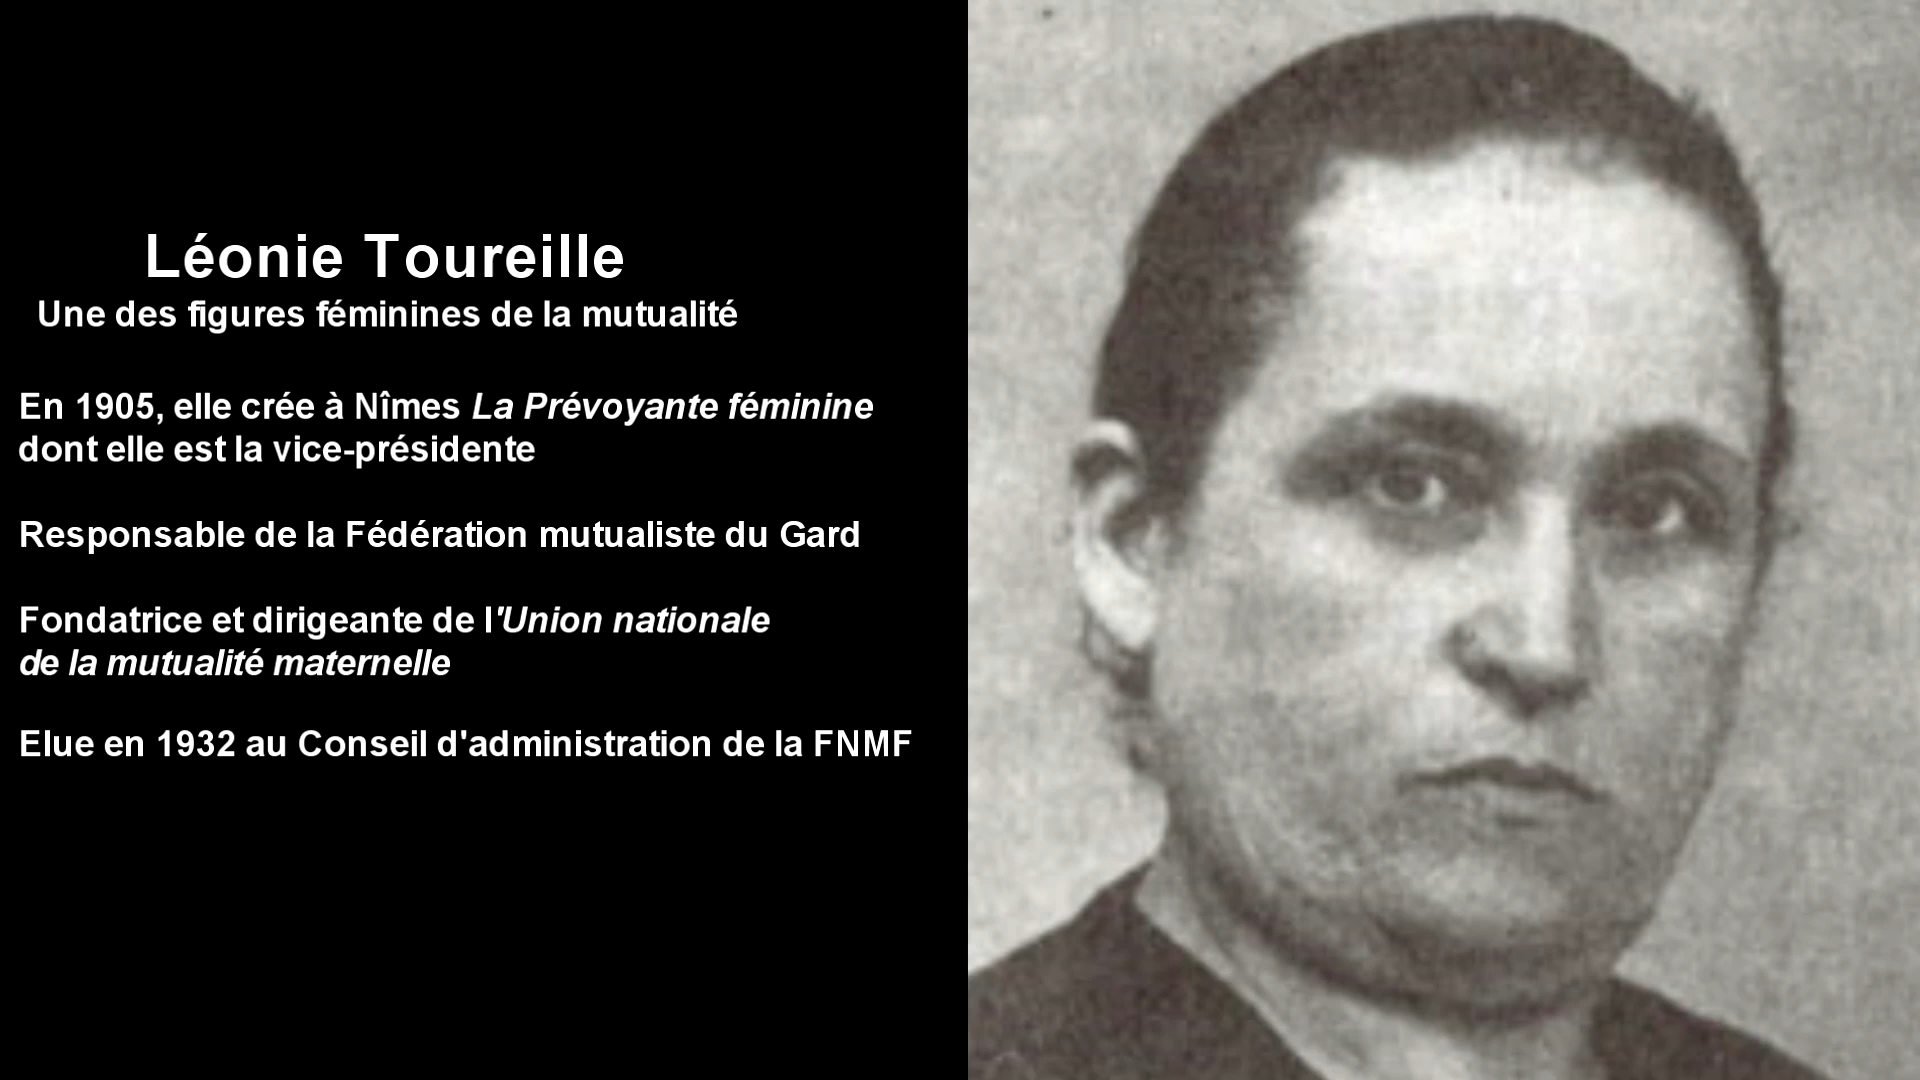 Léonie Toureille
Une des figures féminines de la mutualité
En 1905, elle crée à Nîmes La Prévoyante féminine
dont elle est la vice-présidente
Responsable de la Fédération mutualiste du Gard
Fondatrice et dirigeante de l'Union nationale
de la mutualité maternelle
Elue en 1932 au Conseil d'administration de la FNMF